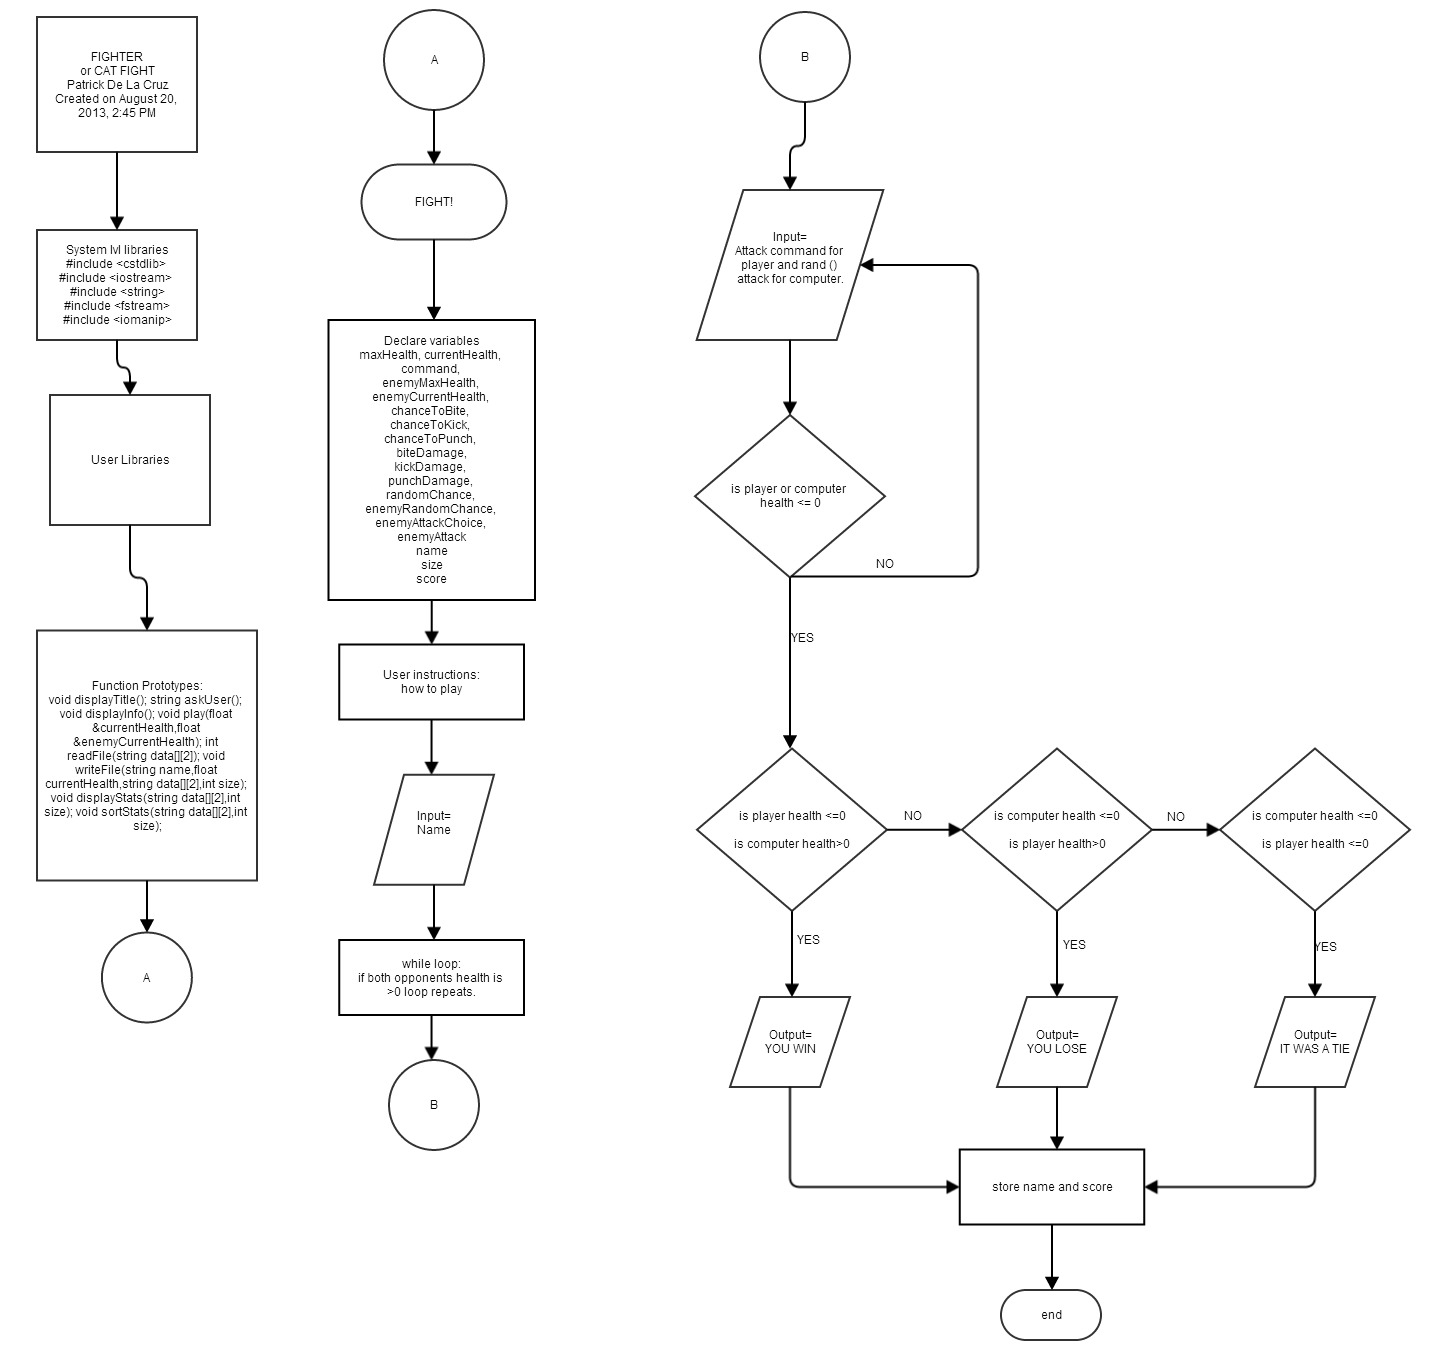 FIGHTER
or CAT FIGHT
Patrick De La Cruz
Created on August 20,
2013, 2:45 PM
System lvl libraries
#include <cstdlib>
#include <iostream>
#include <string>
#include <fstream>
#include <iomanip>
User Libraries
Function Prototypes:
void displayTitle(); string askUser();
void displayInfo(); void play(float
&currentHealth,float
&enemyCurrentHealth); int
readFile(string data[][2]); void
writeFile(string name,float
currentHealth,string data[][2],int size);
void displayStats(string data[][2],int
size); void sortStats(string data[][2],int
size);
A
A
FIGHT!
Declare variables
maxHealth, currentHealth,
command,
enemyMaxHealth,
enemyCurrentHealth,
chanceToBite,
chanceToKick,
chanceToPunch,
biteDamage,
kickDamage,
punchDamage,
randomChance,
enemyRandomChance,
enemyAttackChoice,
enemyAttack
name
size
score
User instructions:
how to play
Input=
Name
while loop:
if both opponents health is
>0 loop repeats.
B
B
Input=
Attack command for
player and rand ()
attack for computer.
is player or computer
health <= 0
NO
YES
is player health <=0
is computer health>0
NO
is computer health <=0
is player health>0
NO
is computer health <=0
is player health <=0
YES
YES
YES
Output=
YOU WIN
Output=
YOU LOSE
Output=
IT WAS A TIE
store name and score
end